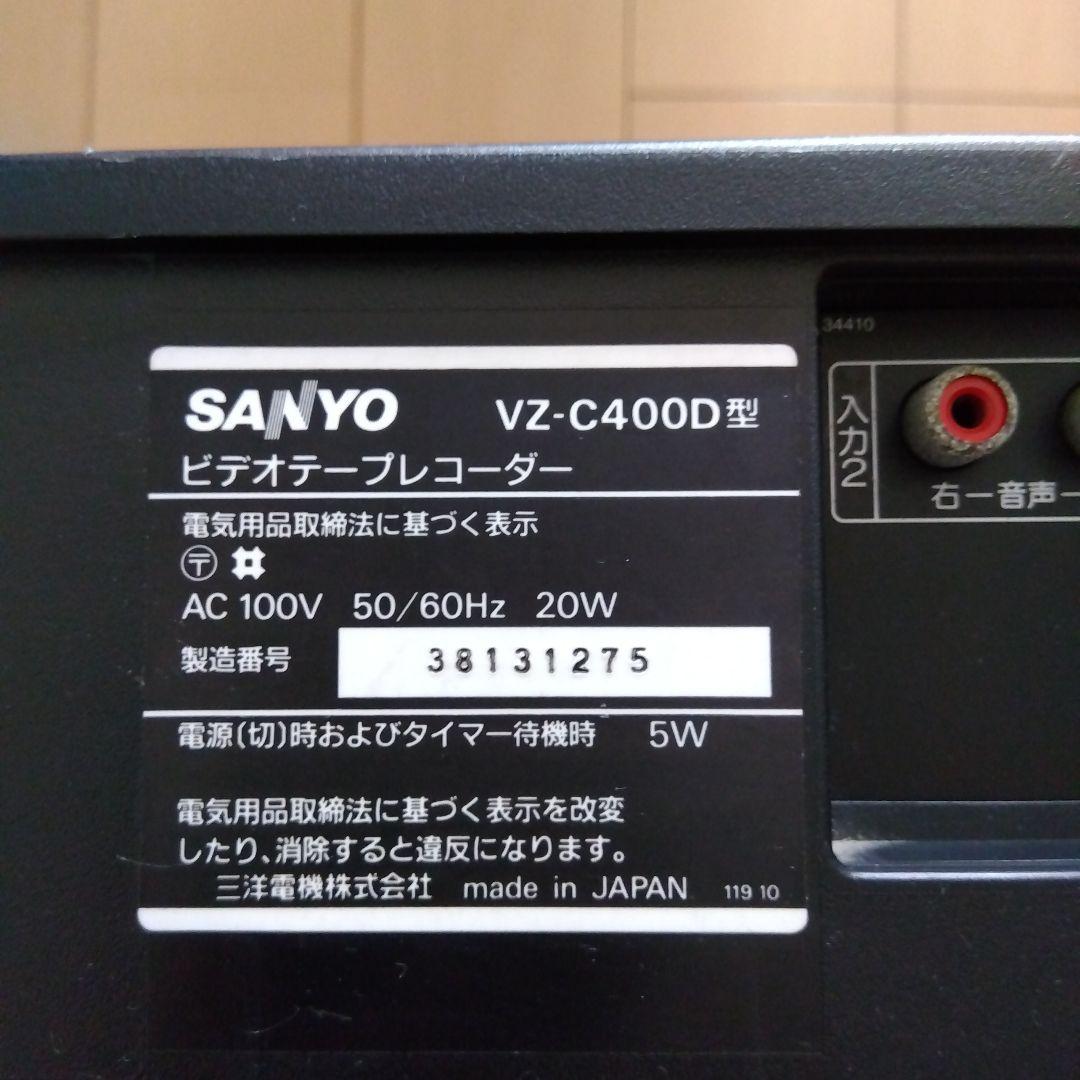 SANYO VZ-C400D型
ビデオテープレコーダー
電気用品取締法に基づく表示
〒
AC 100V 50/60Hz 20W
製造番号 38131275
電源(切)時およびタイマー待機時 5W
電気用品取締法に基づく表示を改変
したり、消除すると違反になります。
三洋電機株式会社 made in JAPAN 119 10
34410
入力2
右ー音声ー